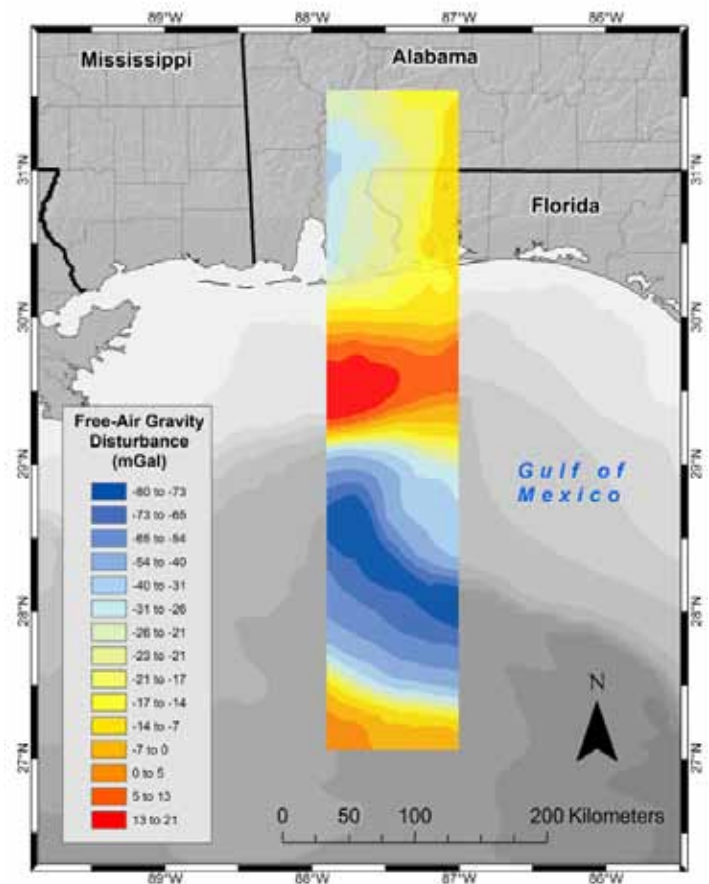 89°W 88°W 87°W 86°W
Mississippi
Alabama
Florida
31°N 31°N
30°N 30°N
29°N 29°N
28°N 28°N
27°N 27°N
Free-Air Gravity
Disturbance
(mGal)
-80 to -73
-73 to -65
-65 to -54
-54 to -40
-40 to -31
-31 to -26
-26 to -21
-23 to -21
-21 to -17
-17 to -14
-14 to -7
-7 to 0
0 to 5
5 to 13
13 to 21
Gulf of
Mexico
N
0 50 100 200 Kilometers
89°W 88°W 87°W 86°W